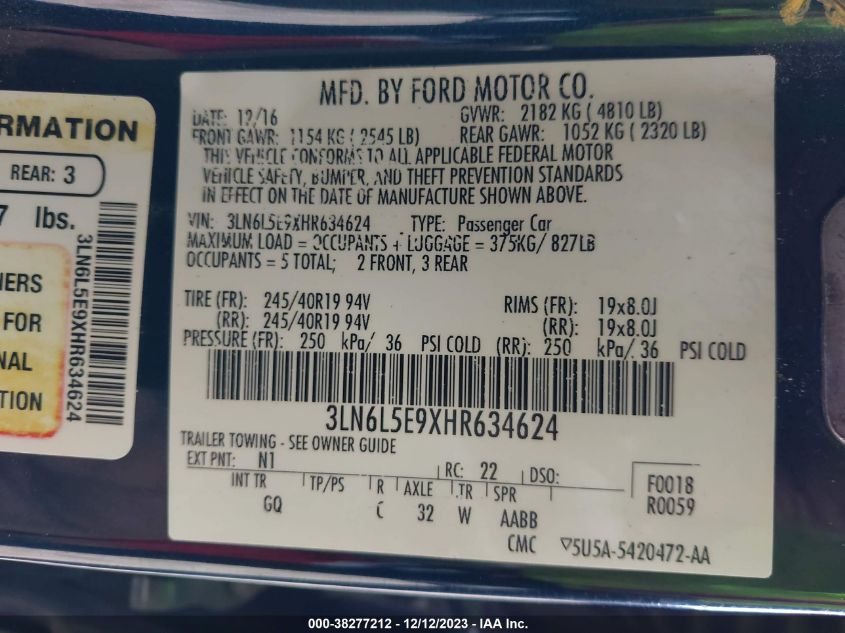 RMATION
REAR: 3
7 lbs.
3LN6L5E9XHR634624
NERS
FOR
NAL
TION
MFD. BY FORD MOTOR CO.
DATE: 12/16 GVWR: 2182 KG ( 4810 LB)
FRONT GAWR: 1154 KG ( 2545 LB) REAR GAWR: 1052 KG ( 2320 LB)
THIS VEHICLE CONFORMS TO ALL APPLICABLE FEDERAL MOTOR
VEHICLE SAFETY, BUMPER, AND THEFT PREVENTION STANDARDS
IN EFFECT ON THE DATE OF MANUFACTURE SHOWN ABOVE.
VIN: 3LN6L5E9XHR634624 TYPE: Passenger Car
MAXIMUM LOAD = OCCUPANTS + LUGGAGE = 375KG/ 827LB
OCCUPANTS = 5 TOTAL; 2 FRONT, 3 REAR
TIRE (FR): 245/40R19 94V RIMS (FR): 19x8.0J
(RR): 245/40R19 94V (RR): 19x8.0J
PRESSURE (FR): 250 kPa/ 36 PSI COLD (RR): 250 kPa/ 36 PSI COLD
3LN6L5E9XHR634624
TRAILER TOWING - SEE OWNER GUIDE
EXT PNT: N1 RC: 22 DSO:
INT TR TP/PS R AXLE TR SPR F0018
GQ C 32 W AABB R0059
CMC ▽5U5A-5420472-AA
000-38277212 - 12/12/2023 - IAA Inc.